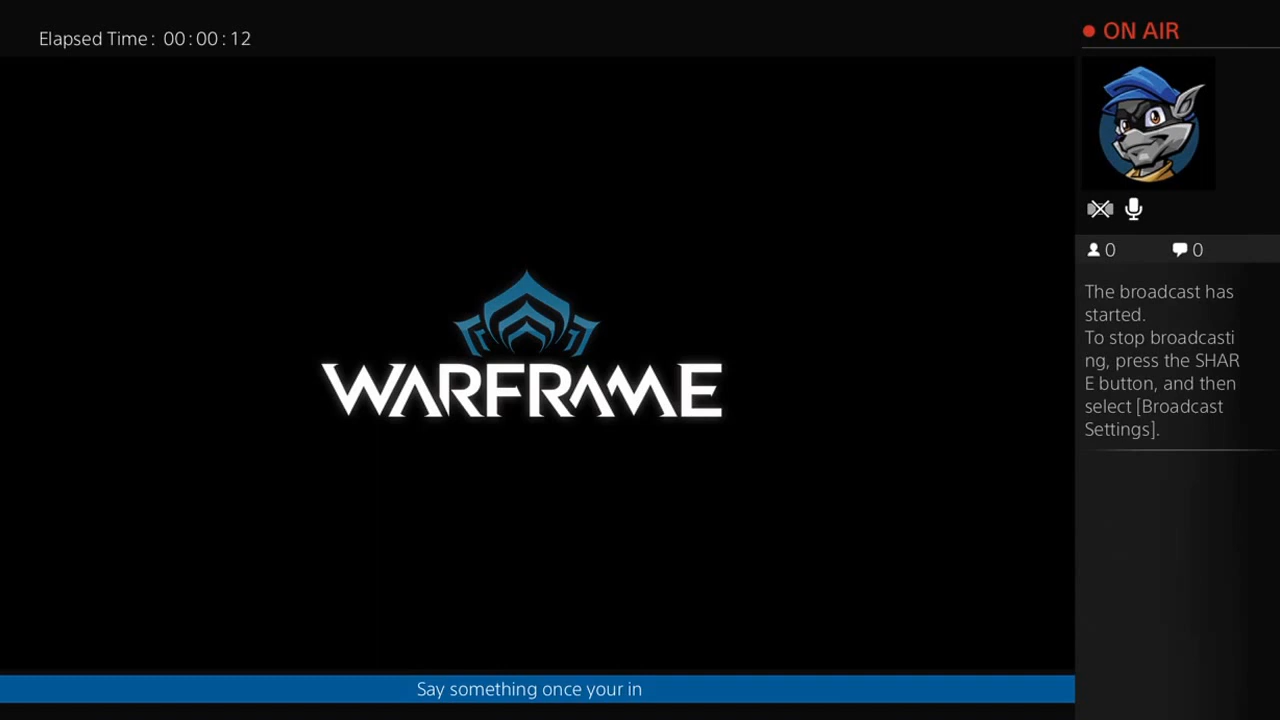 Elapsed Time: 00:00:12
ON AIR
0 0
The broadcast has
started.
To stop broadcasti
ng, press the SHAR
E button, and then
select [Broadcast
Settings].
WARFRAME
Say something once your in